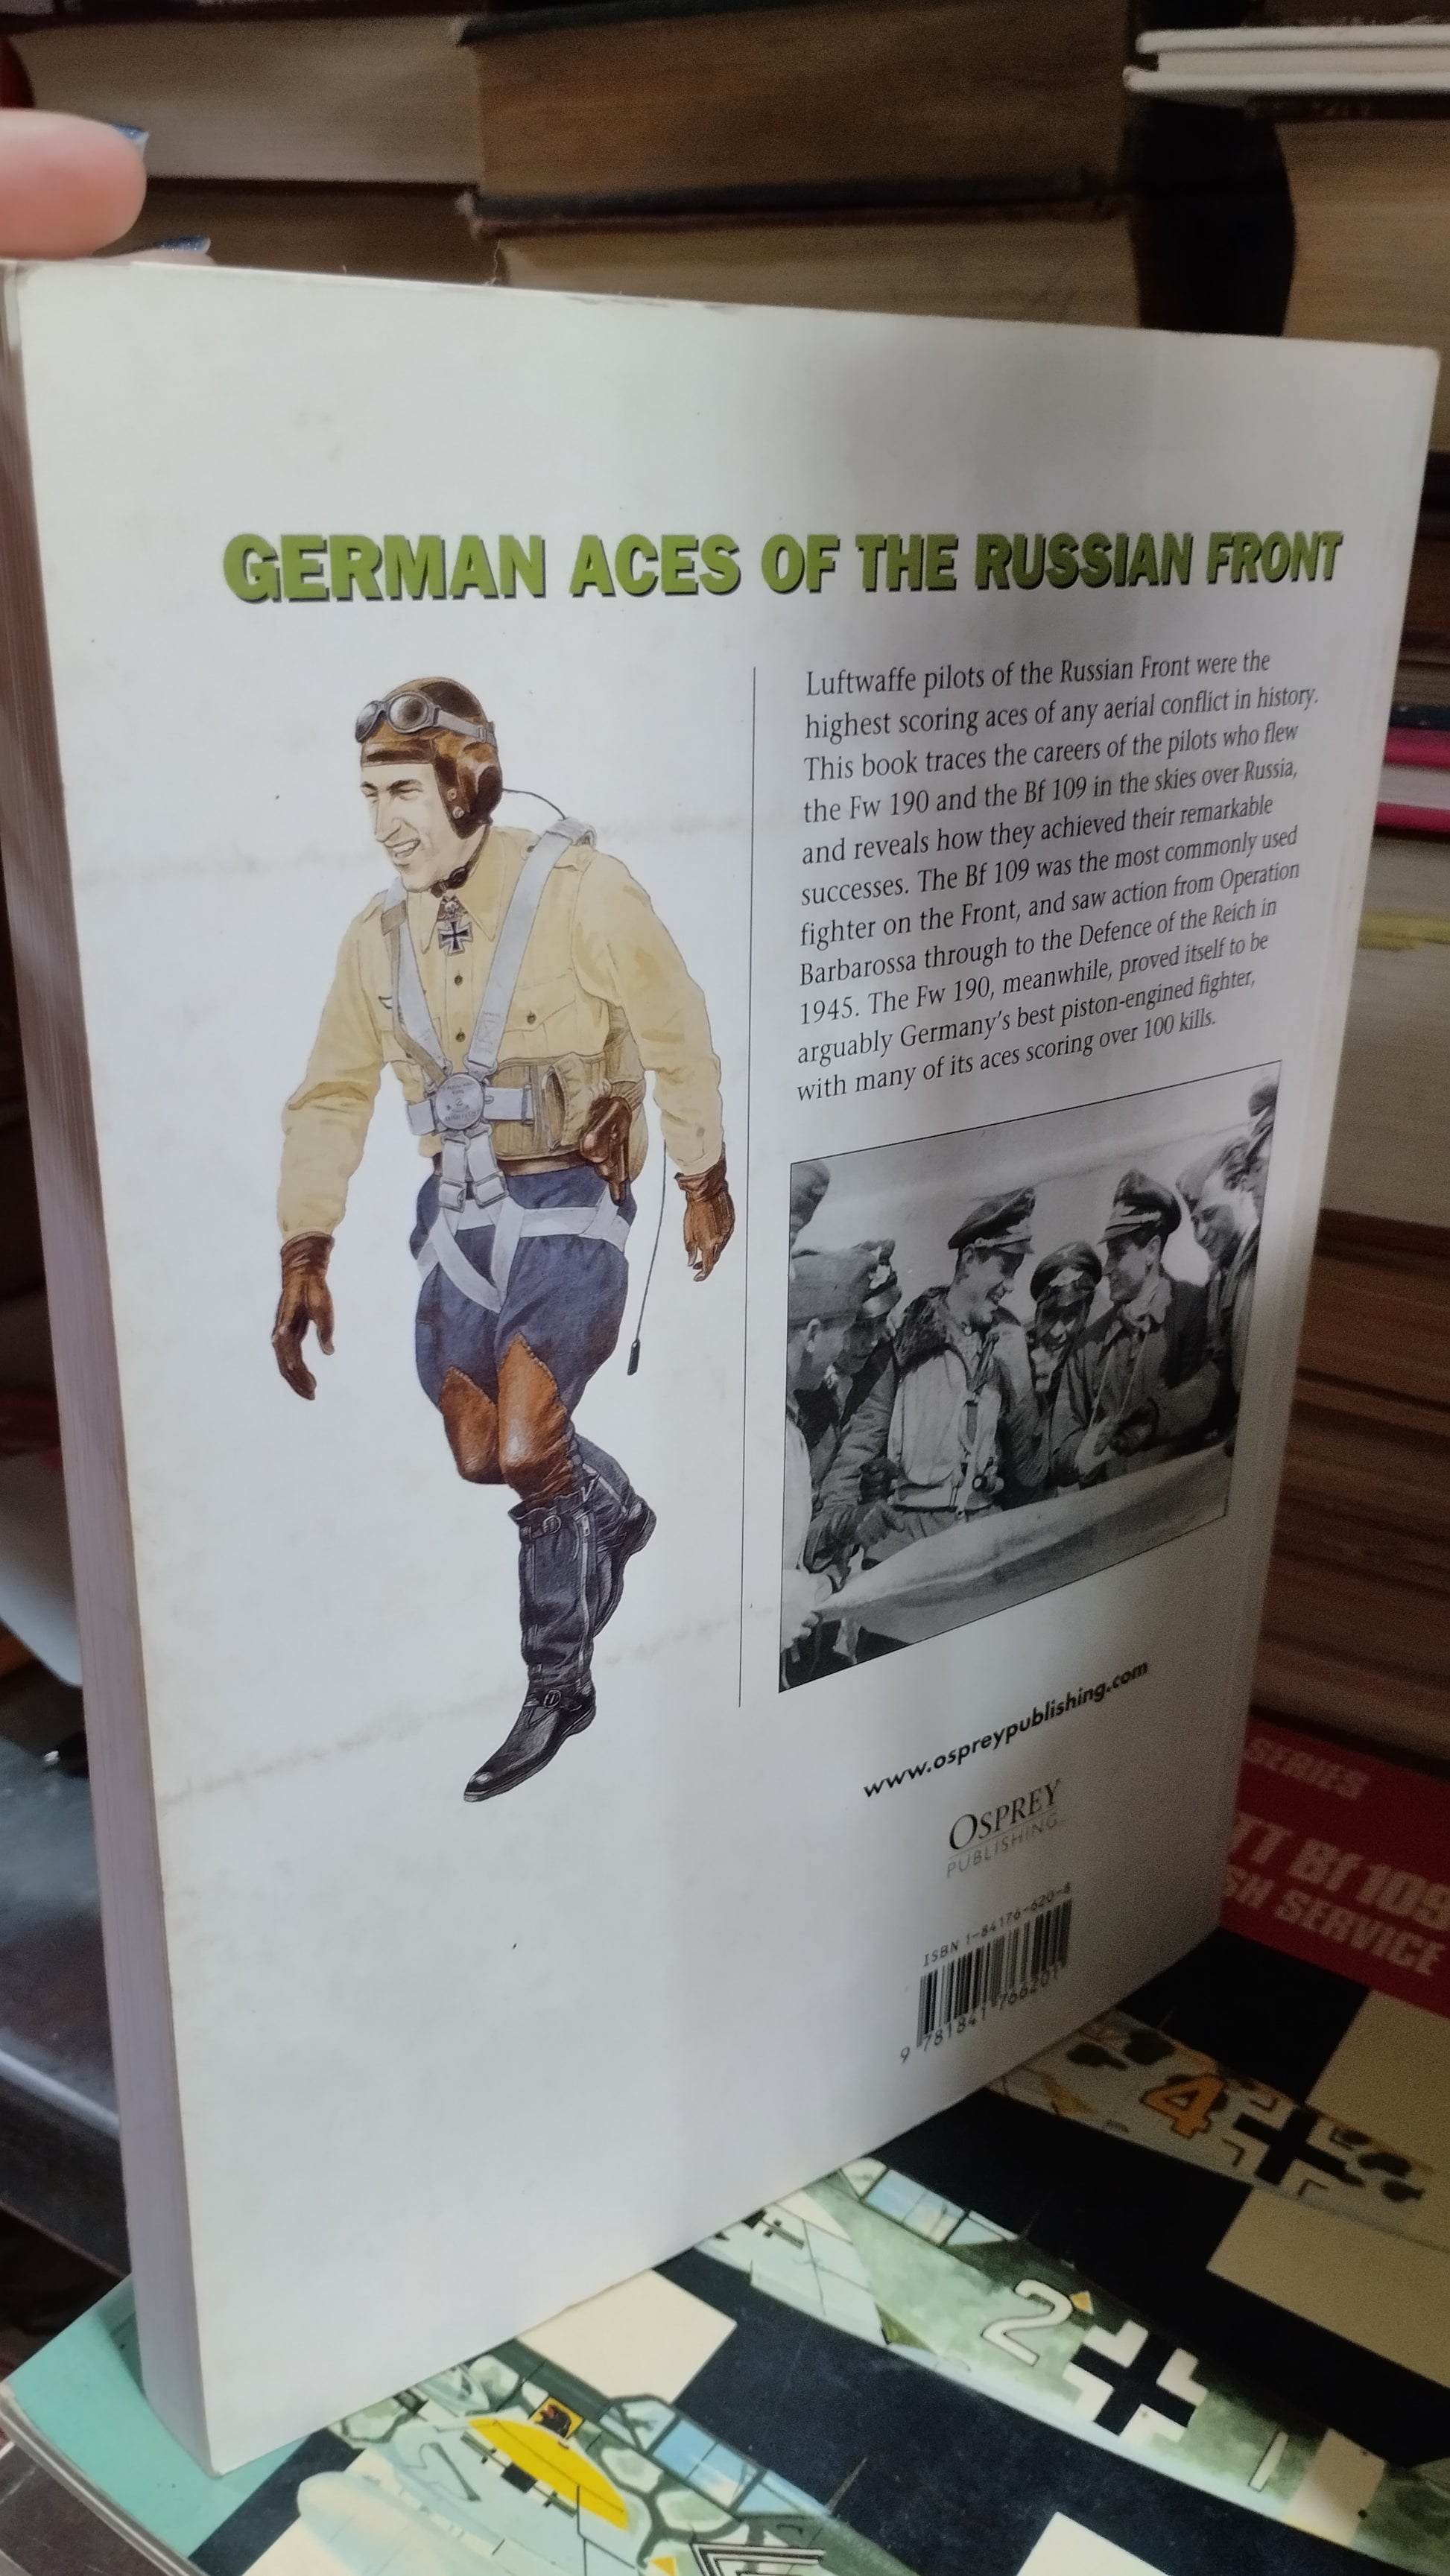 GERMAN ACES OF THE RUSSIAN FRONT
Luftwaffe pilots of the Russian Front were the
highest scoring aces of any aerial conflict in history.
This book traces the careers of the pilots who flew
the Fw 190 and the Bf 109 in the skies over Russia,
and reveals how they achieved their remarkable
successes. The Bf 109 was the most commonly used
fighter on the Front, and saw action from Operation
Barbarossa through to the Defence of the Reich in
1945. The Fw 190, meanwhile, proved itself to be
arguably Germany's best piston-engined fighter,
with many of its aces scoring over 100 kills.
www.ospreypublishing.com
OSPREY
PUBLISHING
ISBN 1-84176-620-8
9 781841 766201
SERIES
TT Bf 109
SH SERVICE
4
2
1